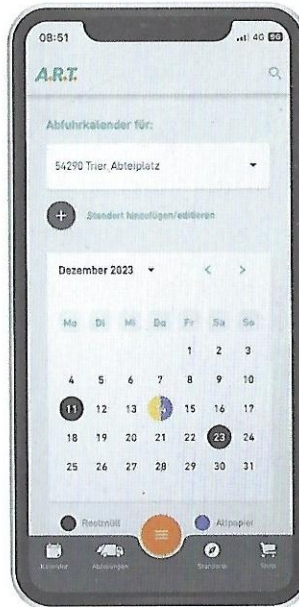 08:51 4G 60
A.R.T.
Abfuhrkalender für:
54290 Trier, Abteiplatz
Standort hinzufügen/editieren
Dezember 2023 < >
Mo Di Mi Do Fr Sa So
1 2 3
4 5 6 7 8 9 10
11 12 13 14 15 16 17
18 19 20 21 22 23 24
25 26 27 28 29 30 31
Restmüll Altpapier
Kalender Abholungen Standorte Shop